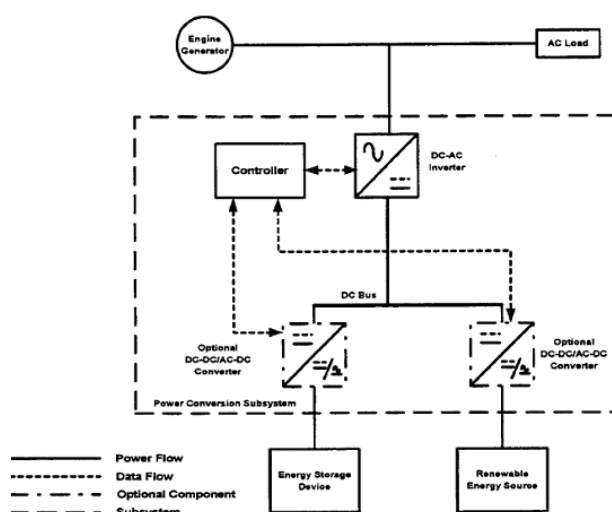 Engine
Generator
AC Load
Controller
DC-AC
Inverter
DC Bus
Optional
DC-DC/AC-DC
Converter
Optional
DC-DC/AC-DC
Converter
Power Conversion Subsystem
Power Flow
Data Flow
Optional Component
Subsystem
Energy Storage
Device
Renewable
Energy Source